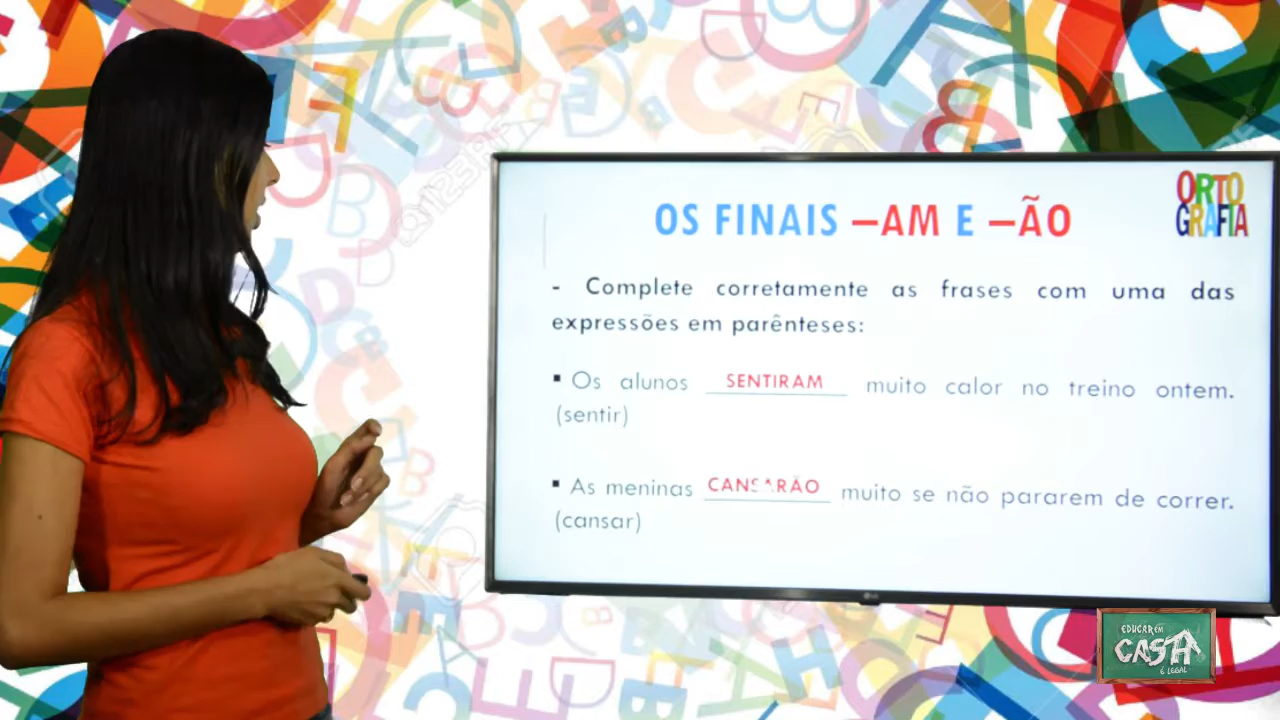 ORTO
GRAFIA
OS FINAIS –AM E –ÃO
- Complete corretamente as frases com uma das
expressões em parênteses:
▪ Os alunos SENTIRAM muito calor no treino ontem.
(sentir)
▪ As meninas CANSARÃO muito se não pararem de correr.
(cansar)
EDUCAR EM
CASA
É LEGAL